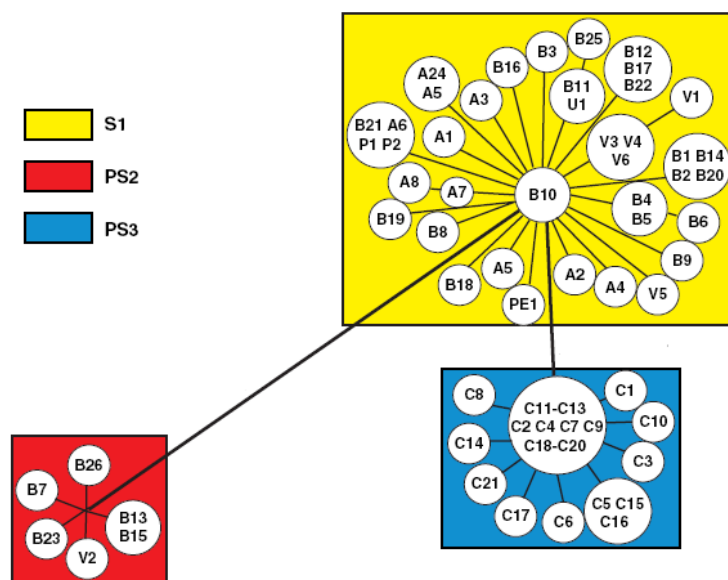 S1
PS2
PS3
B25
B3
B12
B17
B22
B16
A24
A5
A3
B11
U1
V1
B21 A6
P1 P2
A1
V3 V4
V6
B1 B14
B2 B20
A8
A7
B10
B4
B5
B19
B8
B6
B9
B18
A5
A2
A4
V5
PE1
C8
C11-C13
C2 C4 C7 C9
C18-C20
C1
C10
C14
C3
C21
C17
C6
C5 C15
C16
B26
B7
B13
B15
B23
V2